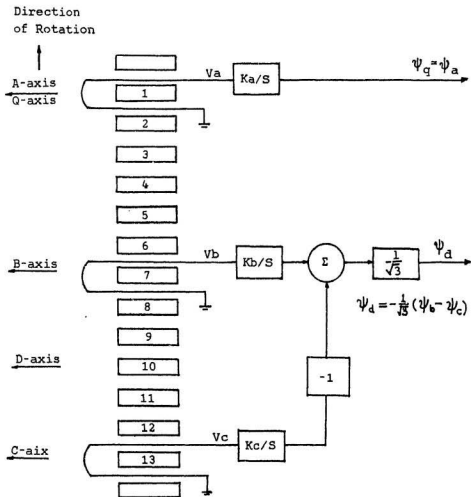 Direction
of Rotation
A-axis
Q-axis
Va
Ka/S
ψq = ψa
1
2
3
4
5
6
B-axis
7
Vb
Kb/S
Σ
-1/√3
ψd
8
ψd = -1/√3 (ψb - ψc)
9
D-axis
10
-1
11
12
C-aix
Vc
Kc/S
13